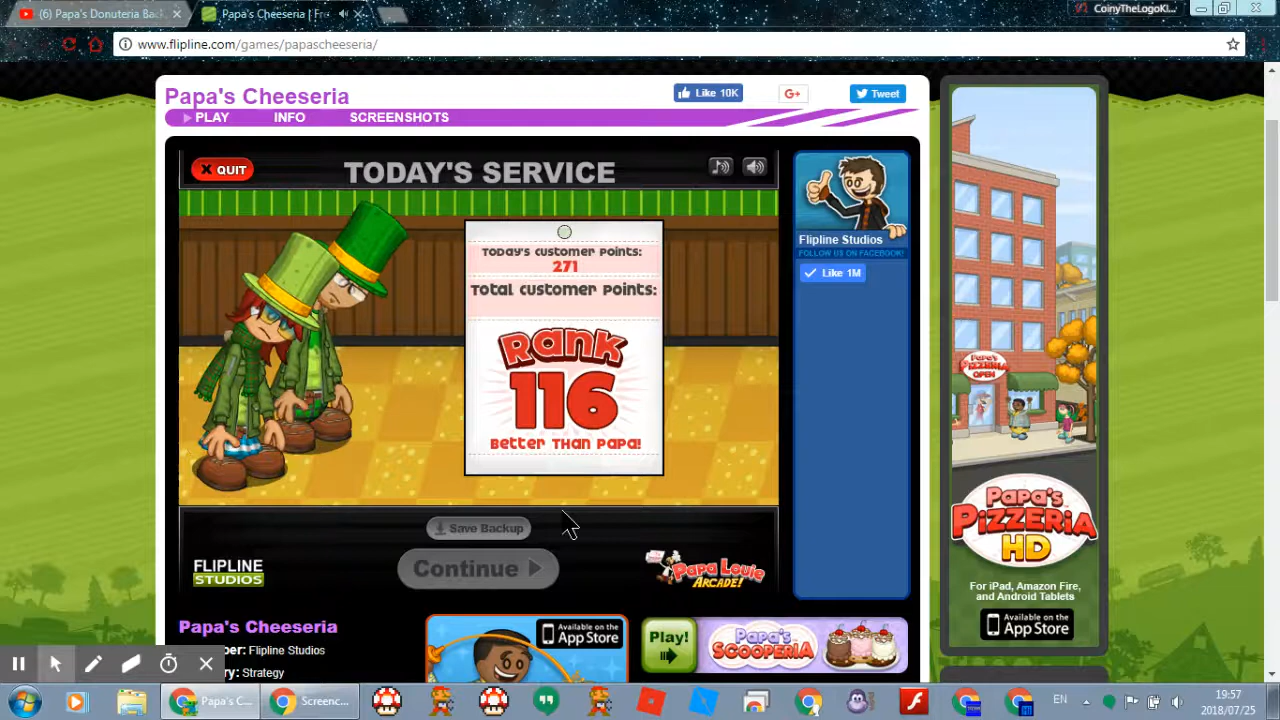 (6) Papa's Donuteria Bac
Papa's Cheeseria | Fr
CoinyTheLogoKi...
www.flipline.com/games/papascheeseria/
Papa's Cheeseria
Like 10K
G+
Tweet
PLAY
INFO
SCREENSHOTS
X QUIT
TODAY'S SERVICE
Today's Customer Points:
271
Total Customer Points:
Rank
116
Better Than Papa!
Save Backup
Continue
FLIPLINE
STUDIOS
Papa Louie
ARCADE!
Flipline Studios
FOLLOW US ON FACEBOOK!
Like 1M
PAPA'S
PIZZERIA
OPEN
Papa's
Pizzeria
HD
For iPad, Amazon Fire,
and Android Tablets
Available on the
App Store
Papa's Cheeseria
per: Flipline Studios
ry: Strategy
Available on the
App Store
Play!
Papa's
Scooperia
Papa's C...
Screenc...
EN
19:57
2018/07/25